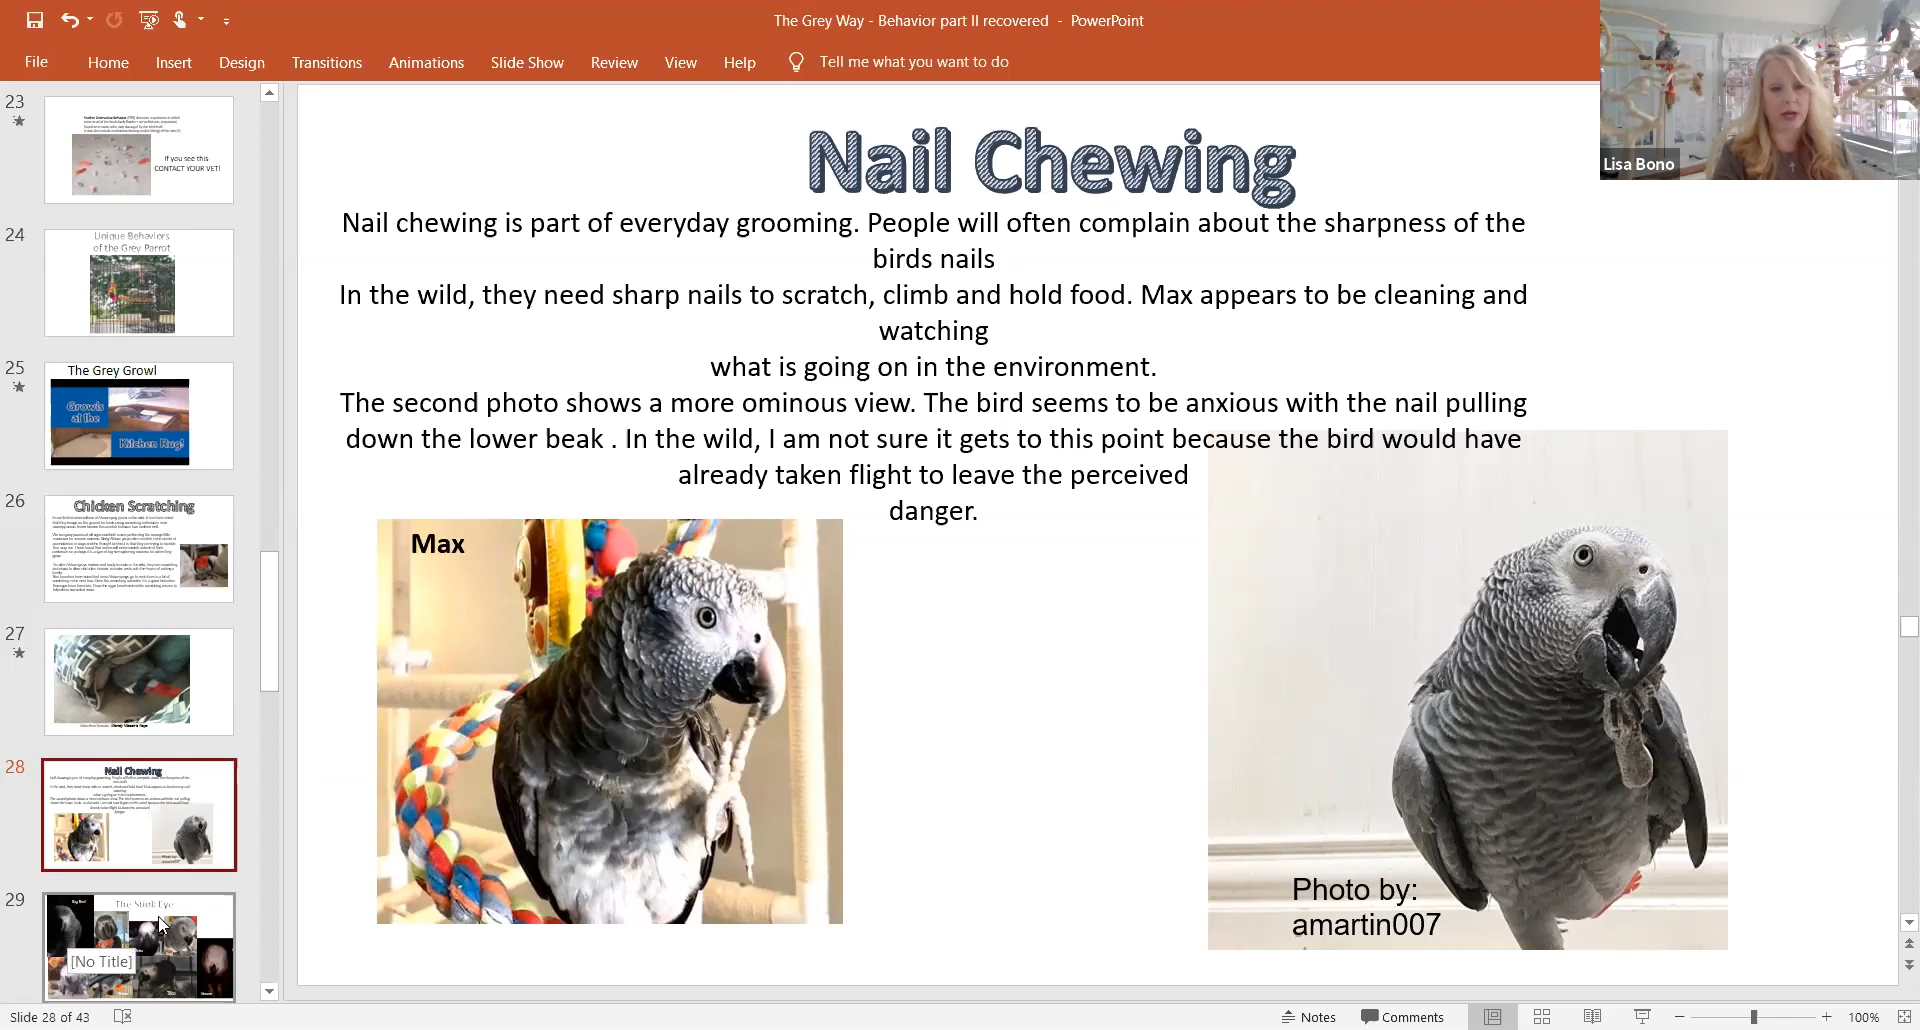 The Grey Way - Behavior part II recovered - PowerPoint
File Home Insert Design Transitions Animations Slide Show Review View Help Tell me what you want to do
Lisa Bono
23
If you see this
CONTACT YOUR VET!
24
Unique Behaviors
of the Grey Parrot
25
The Grey Growl
Growls
at the
Kitchen Rug!
26
Chicken Scratching
27
28
Nail Chewing
29
The Stink Eye
[No Title]
Nail Chewing
Nail chewing is part of everyday grooming. People will often complain about the sharpness of the
birds nails
In the wild, they need sharp nails to scratch, climb and hold food. Max appears to be cleaning and
watching
what is going on in the environment.
The second photo shows a more ominous view. The bird seems to be anxious with the nail pulling
down the lower beak . In the wild, I am not sure it gets to this point because the bird would have
already taken flight to leave the perceived
danger.
Max
Photo by:
amartin007
Slide 28 of 43
Notes Comments 100%